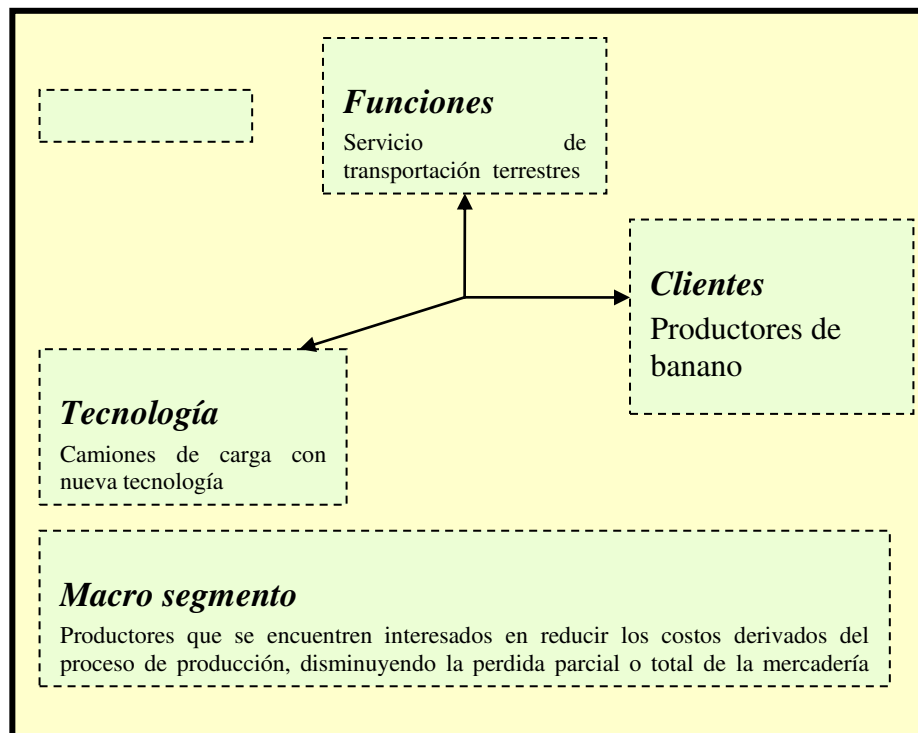 Funciones
Servicio de
transportación terrestres
Clientes
Productores de
banano
Tecnología
Camiones de carga con
nueva tecnología
Macro segmento
Productores que se encuentren interesados en reducir los costos derivados del
proceso de producción, disminuyendo la perdida parcial o total de la mercadería